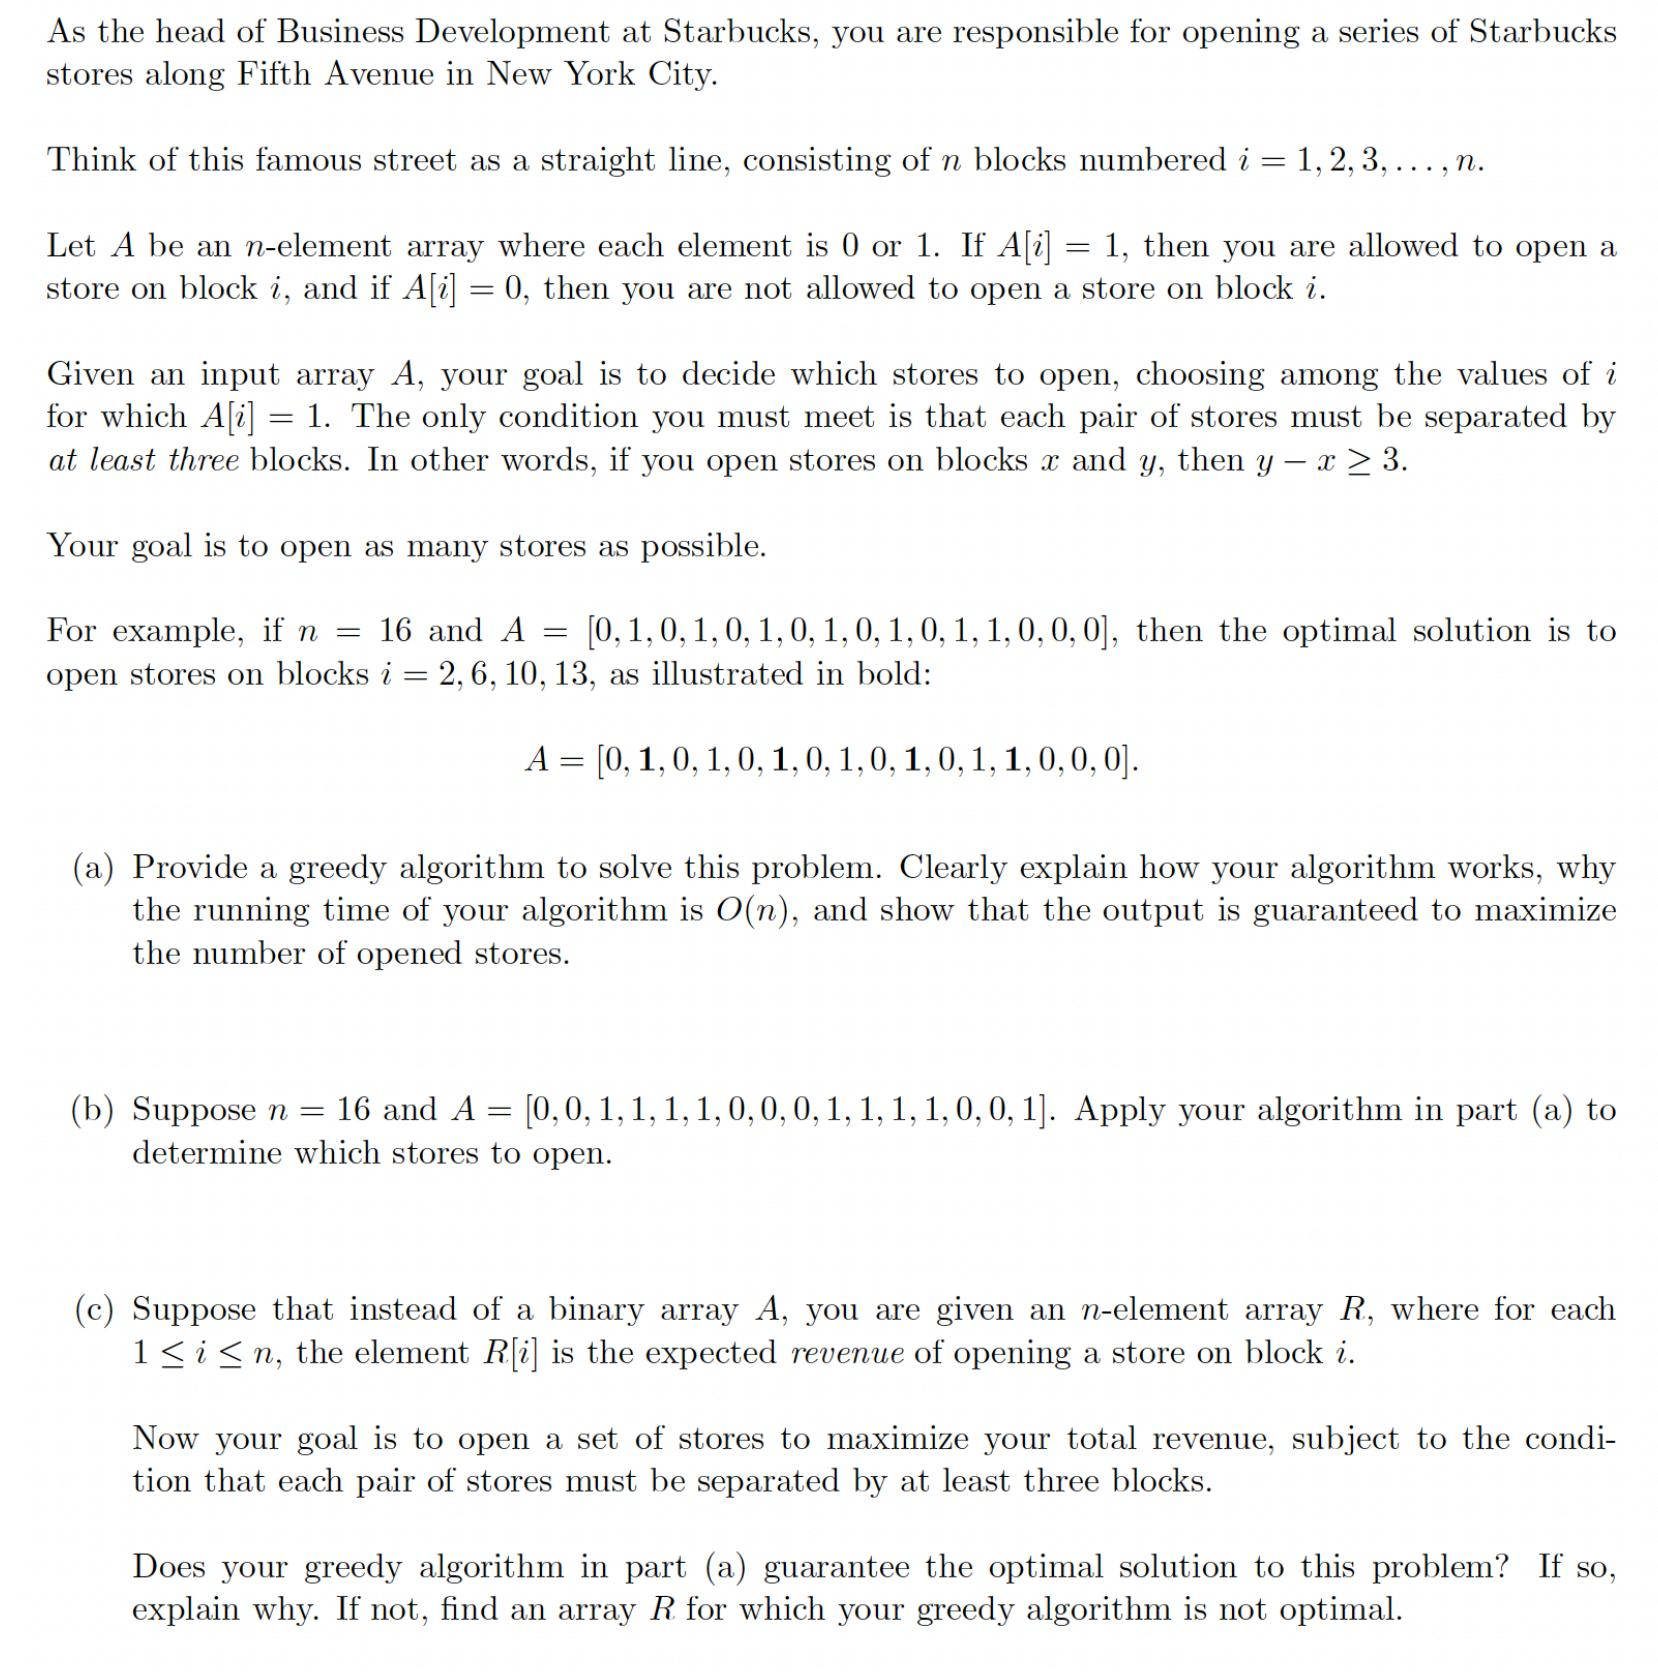 As the head of Business Development at Starbucks, you are responsible for opening a series of Starbucks
stores along Fifth Avenue in New York City.
Think of this famous street as a straight line, consisting of n blocks numbered i = 1, 2, 3, . . . , n.
Let A be an n-element array where each element is 0 or 1. If A[i] = 1, then you are allowed to open a
store on block i, and if A[i] = 0, then you are not allowed to open a store on block i.
Given an input array A, your goal is to decide which stores to open, choosing among the values of i
for which A[i] = 1. The only condition you must meet is that each pair of stores must be separated by
at least three blocks. In other words, if you open stores on blocks x and y, then y − x ≥ 3.
Your goal is to open as many stores as possible.
For example, if n = 16 and A = [0, 1, 0, 1, 0, 1, 0, 1, 0, 1, 0, 1, 1, 0, 0, 0], then the optimal solution is to
open stores on blocks i = 2, 6, 10, 13, as illustrated in bold:
A = [0, 1, 0, 1, 0, 1, 0, 1, 0, 1, 0, 1, 1, 0, 0, 0].
(a) Provide a greedy algorithm to solve this problem. Clearly explain how your algorithm works, why
the running time of your algorithm is O(n), and show that the output is guaranteed to maximize
the number of opened stores.
(b) Suppose n = 16 and A = [0, 0, 1, 1, 1, 1, 0, 0, 0, 1, 1, 1, 1, 0, 0, 1]. Apply your algorithm in part (a) to
determine which stores to open.
(c) Suppose that instead of a binary array A, you are given an n-element array R, where for each
1 ≤ i ≤ n, the element R[i] is the expected revenue of opening a store on block i.
Now your goal is to open a set of stores to maximize your total revenue, subject to the condi-
tion that each pair of stores must be separated by at least three blocks.
Does your greedy algorithm in part (a) guarantee the optimal solution to this problem? If so,
explain why. If not, find an array R for which your greedy algorithm is not optimal.